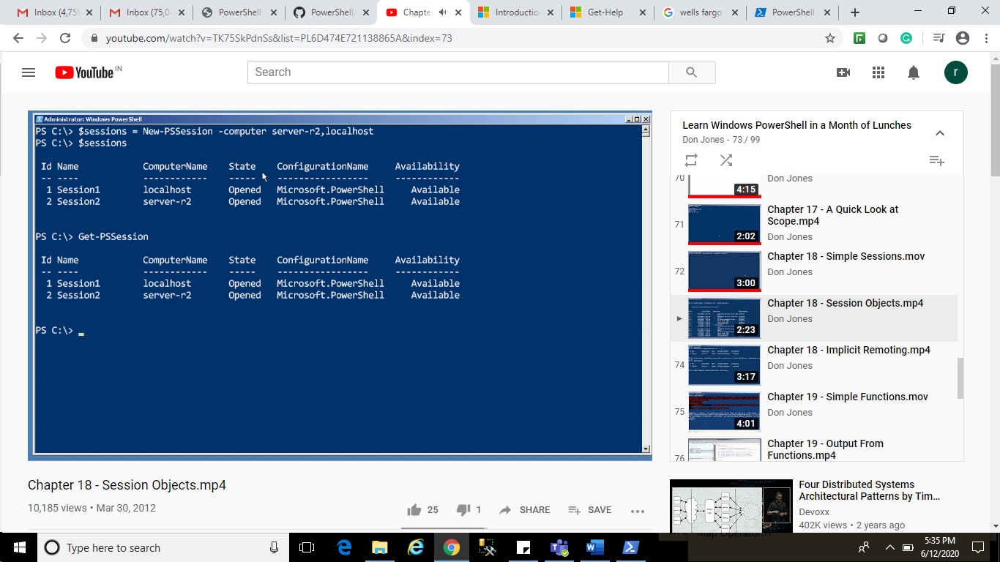 Inbox (4,759
Inbox (75,04
PowerShell
PowerShell/
Chapte
Introduction
Get-Help
wells fargo
PowerShell
youtube.com/watch?v=TK75SkPdnSs&list=PL6D474E721138865A&index=73
YouTube IN
Search
r
Administrator: Windows PowerShell
PS C:\> $sessions = New-PSSession -computer server-r2,localhost
PS C:\> $sessions
Id Name ComputerName State ConfigurationName Availability
-- ---- ------------ ----- ----------------- ------------
1 Session1 localhost Opened Microsoft.PowerShell Available
2 Session2 server-r2 Opened Microsoft.PowerShell Available
PS C:\> Get-PSSession
Id Name ComputerName State ConfigurationName Availability
-- ---- ------------ ----- ----------------- ------------
1 Session1 localhost Opened Microsoft.PowerShell Available
2 Session2 server-r2 Opened Microsoft.PowerShell Available
PS C:\>
Chapter 18 - Session Objects.mp4
10,185 views • Mar 30, 2012
25
1
SHARE
SAVE
Learn Windows PowerShell in a Month of Lunches
Don Jones - 73 / 99
70
4:15
Don Jones
71
2:02
Chapter 17 - A Quick Look at
Scope.mp4
Don Jones
72
3:00
Chapter 18 - Simple Sessions.mov
Don Jones
2:23
Chapter 18 - Session Objects.mp4
Don Jones
74
3:17
Chapter 18 - Implicit Remoting.mp4
Don Jones
75
4:01
Chapter 19 - Simple Functions.mov
Don Jones
76
Chapter 19 - Output From
Functions.mp4
Four Distributed Systems
Architectural Patterns by Tim…
Devoxx
402K views • 2 years ago
Type here to search
5:35 PM
6/12/2020